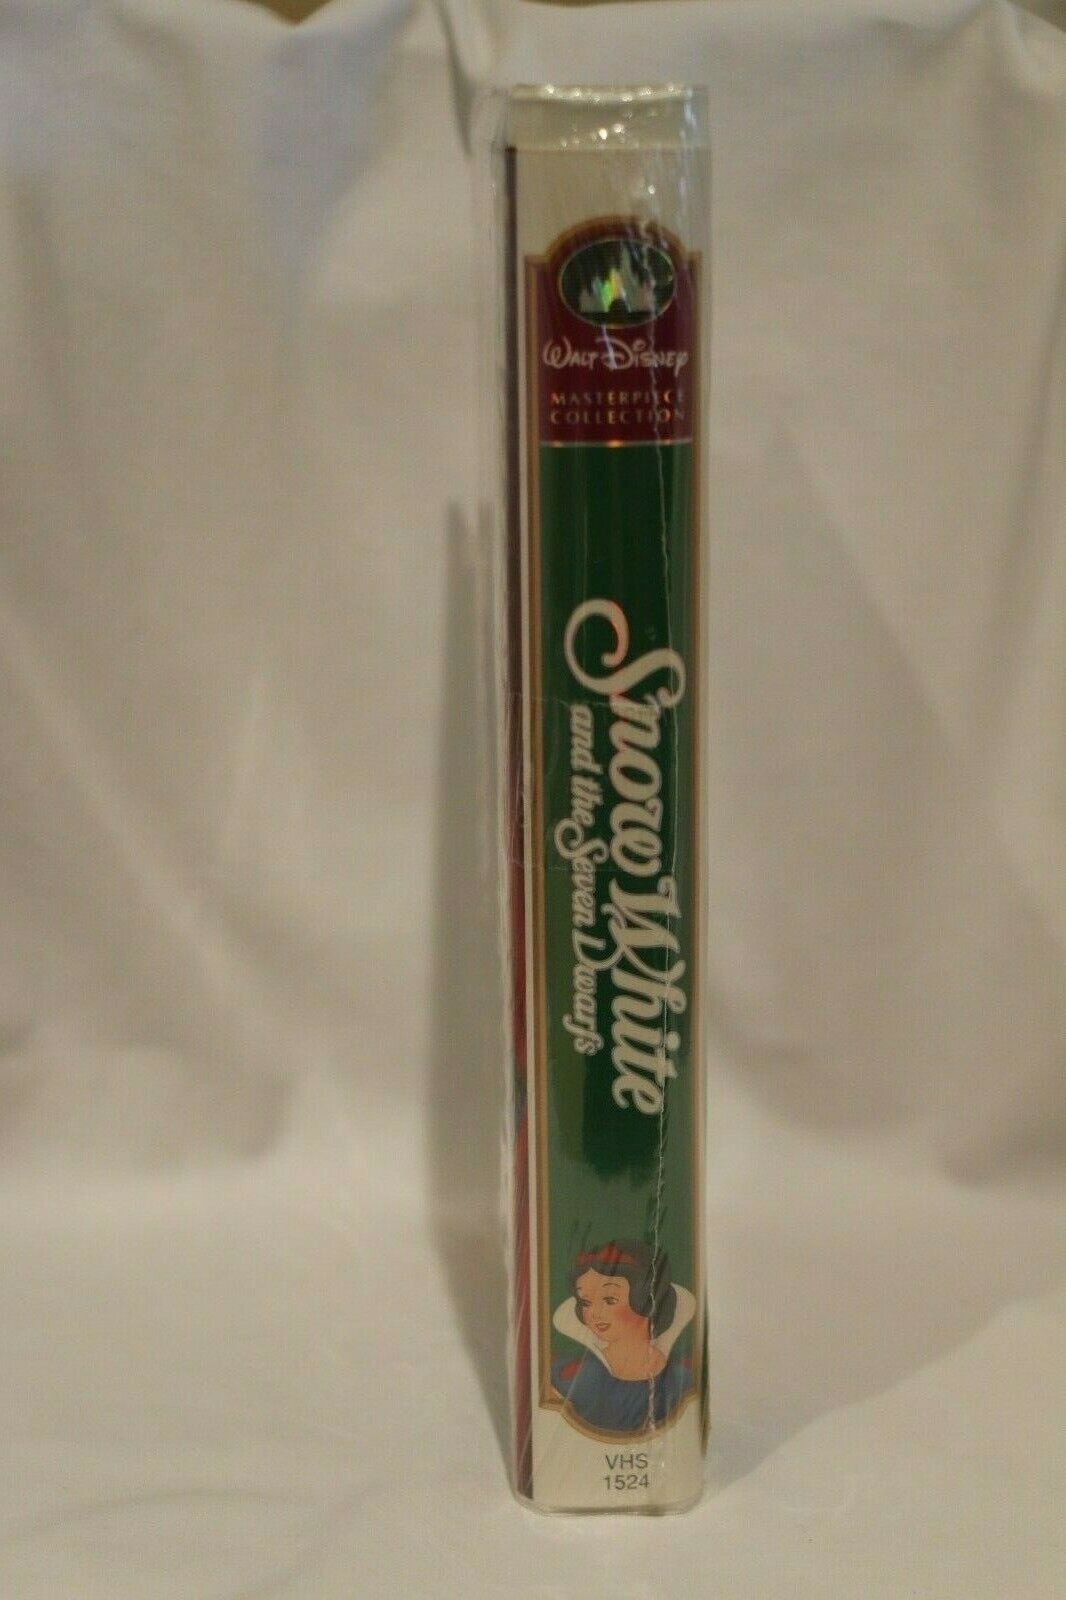 Walt Disney
MASTERPIECE
COLLECTION
Snow White
and the Seven Dwarfs
VHS
1524